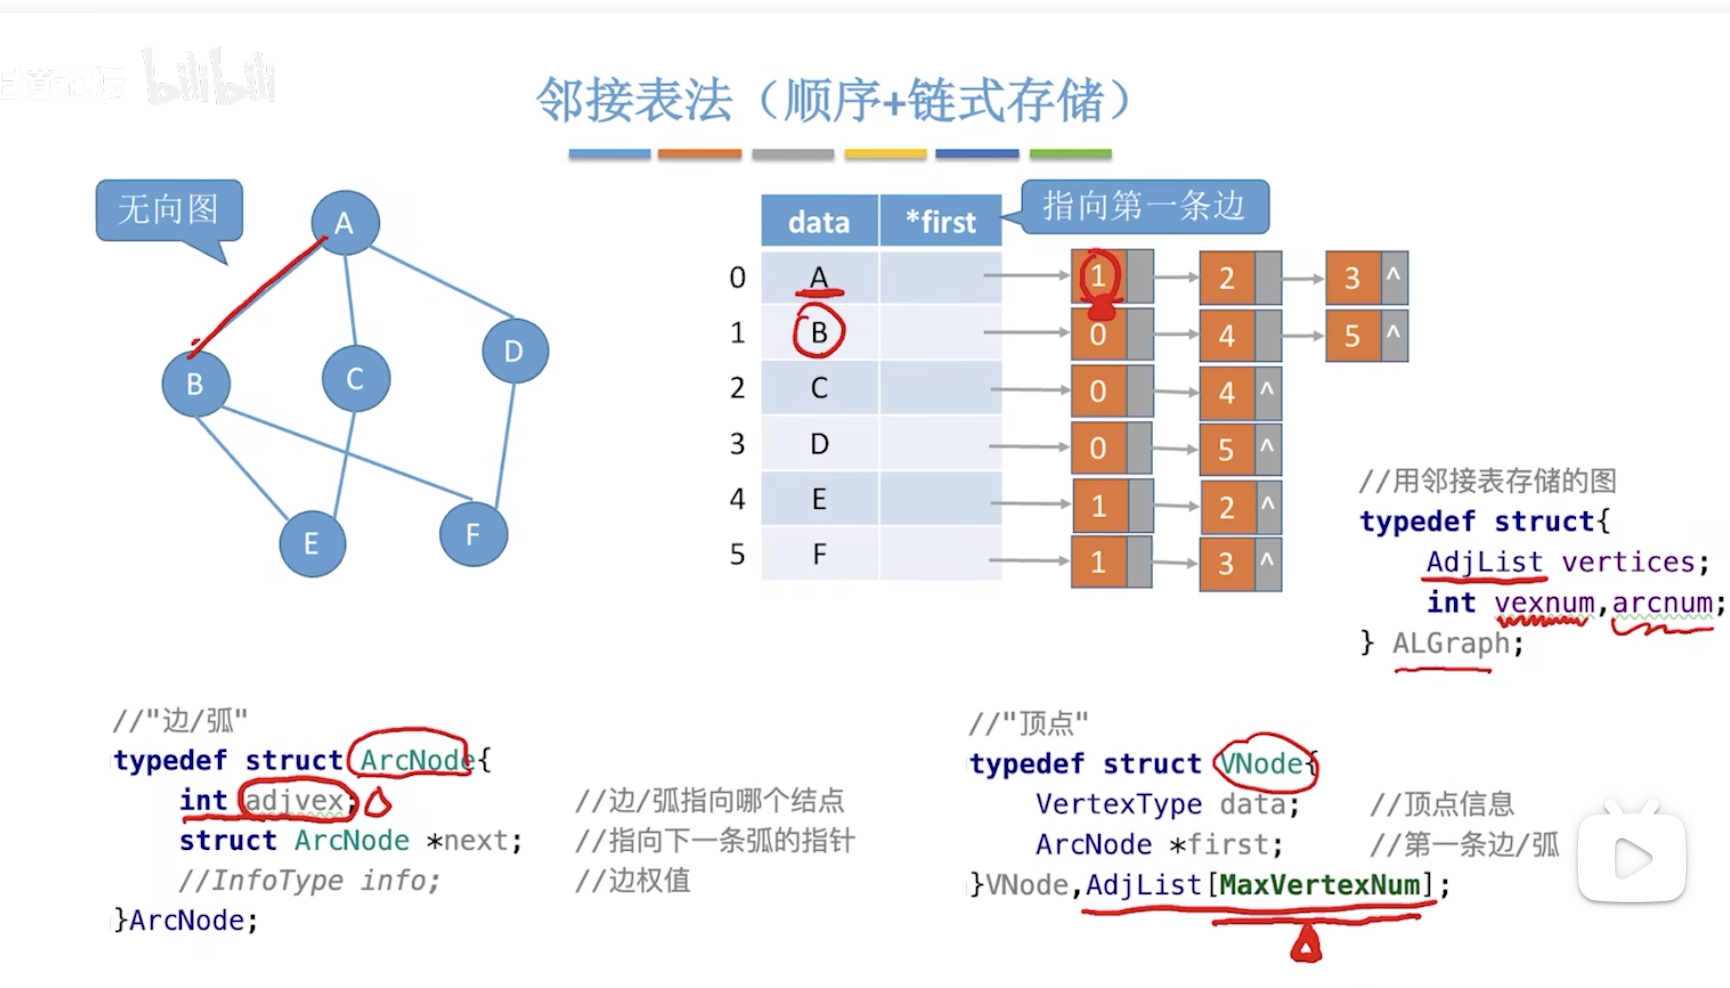 bilibili
邻接表法（顺序+链式存储）
无向图
A
B
C
D
E
F
data *first
指向第一条边
0 A 1 2 3 ^
1 B 0 4 5 ^
2 C 0 4 ^
3 D 0 5 ^
4 E 1 2 ^
5 F 1 3 ^
//用邻接表存储的图
typedef struct{
AdjList vertices;
int vexnum,arcnum;
} ALGraph;
//"边/弧"
typedef struct ArcNode{
int adjvex; //边/弧指向哪个结点
struct ArcNode *next; //指向下一条弧的指针
//InfoType info; //边权值
}ArcNode;
//"顶点"
typedef struct VNode{
VertexType data; //顶点信息
ArcNode *first; //第一条边/弧
}VNode,AdjList[MaxVertexNum];